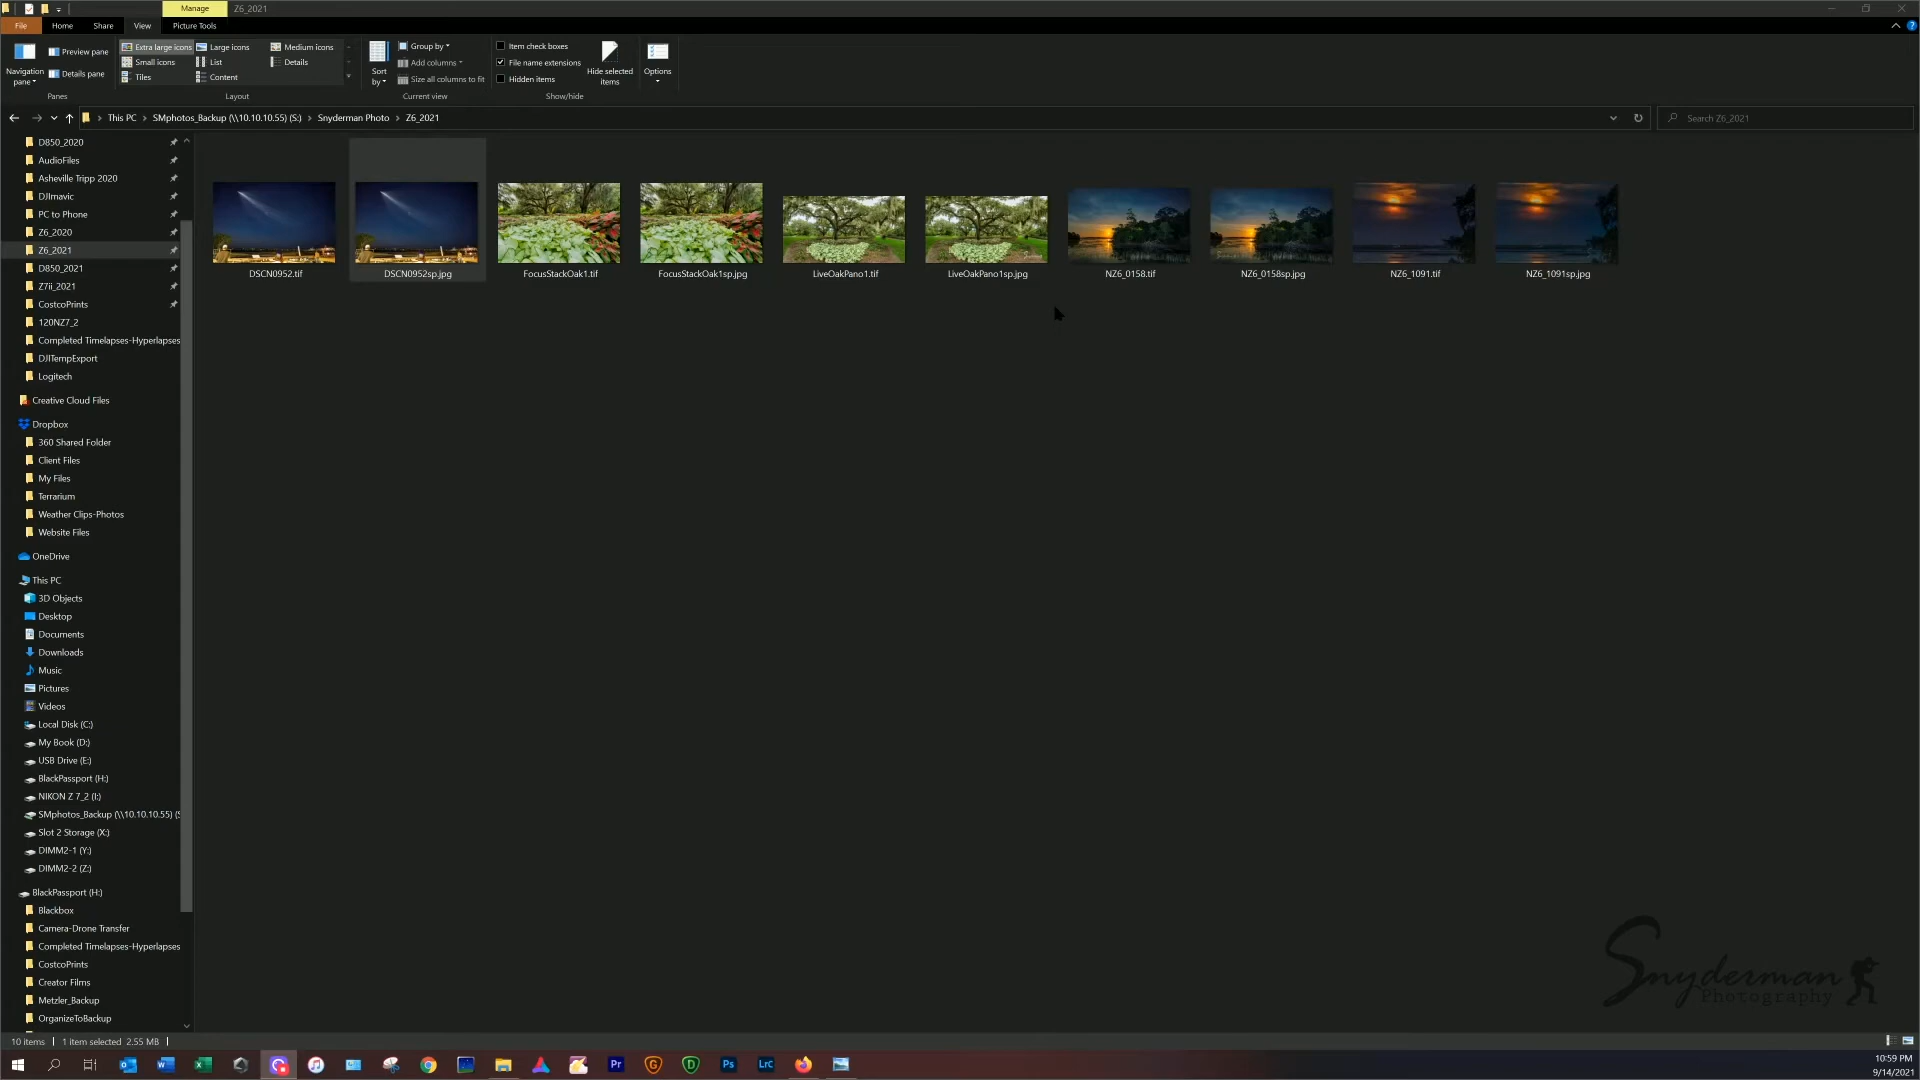 Manage
Z6_2021
File
Home
Share
View
Picture Tools
Navigation pane
Preview pane
Details pane
Panes
Extra large icons
Large icons
Medium icons
Small icons
List
Details
Tiles
Content
Layout
Sort by
Group by
Add columns
Size all columns to fit
Current view
Item check boxes
File name extensions
Hidden items
Hide selected items
Show/hide
Options
This PC > SMphotos_Backup (\\10.10.10.55) (S:) > Snyderman Photo > Z6_2021
Search Z6_2021
D850_2020
AudioFiles
Asheville Tripp 2020
DJImavic
PC to Phone
Z6_2020
Z6_2021
D850_2021
Z7ii_2021
CostcoPrints
120NZ7_2
Completed Timelapses-Hyperlapses
DJITempExport
Logitech
Creative Cloud Files
Dropbox
360 Shared Folder
Client Files
My Files
Terrarium
Weather Clips-Photos
Website Files
OneDrive
This PC
3D Objects
Desktop
Documents
Downloads
Music
Pictures
Videos
Local Disk (C:)
My Book (D:)
USB Drive (E:)
BlackPassport (H:)
NIKON Z 7_2 (I:)
SMphotos_Backup (\\10.10.10.55) (S
Slot 2 Storage (X:)
DIMM2-1 (Y:)
DIMM2-2 (Z:)
BlackPassport (H:)
Blackbox
Camera-Drone Transfer
Completed Timelapses-Hyperlapses
CostcoPrints
Creator Films
Metzler_Backup
OrganizeToBackup
DSCN0952.tif
DSCN0952sp.jpg
FocusStackOak1.tif
FocusStackOak1sp.jpg
LiveOakPano1.tif
LiveOakPano1sp.jpg
NZ6_0158.tif
NZ6_0158sp.jpg
NZ6_1091.tif
NZ6_1091sp.jpg
Snyderman
Photography
10 items
1 item selected 2.55 MB
Pr
Ps
LrC
10:59 PM
9/14/2021